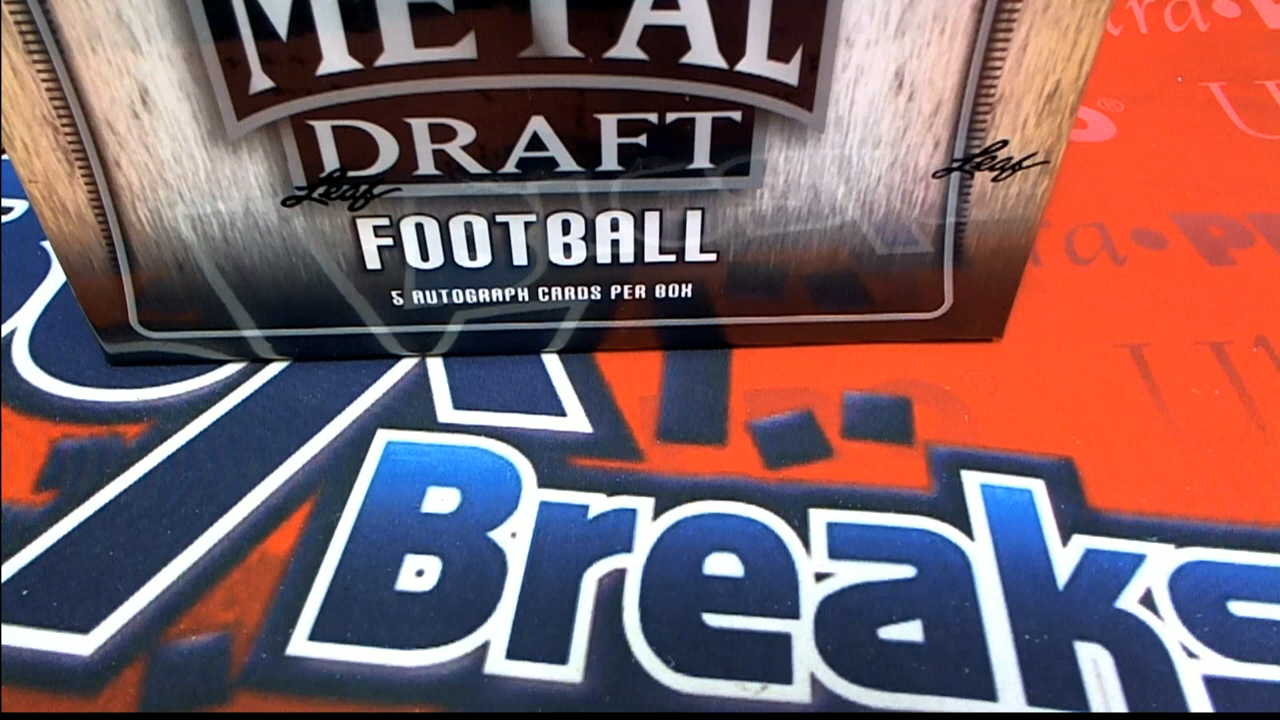 METAL
DRAFT
Leaf
Leaf
FOOTBALL
5 AUTOGRAPH CARDS PER BOX
Breaks